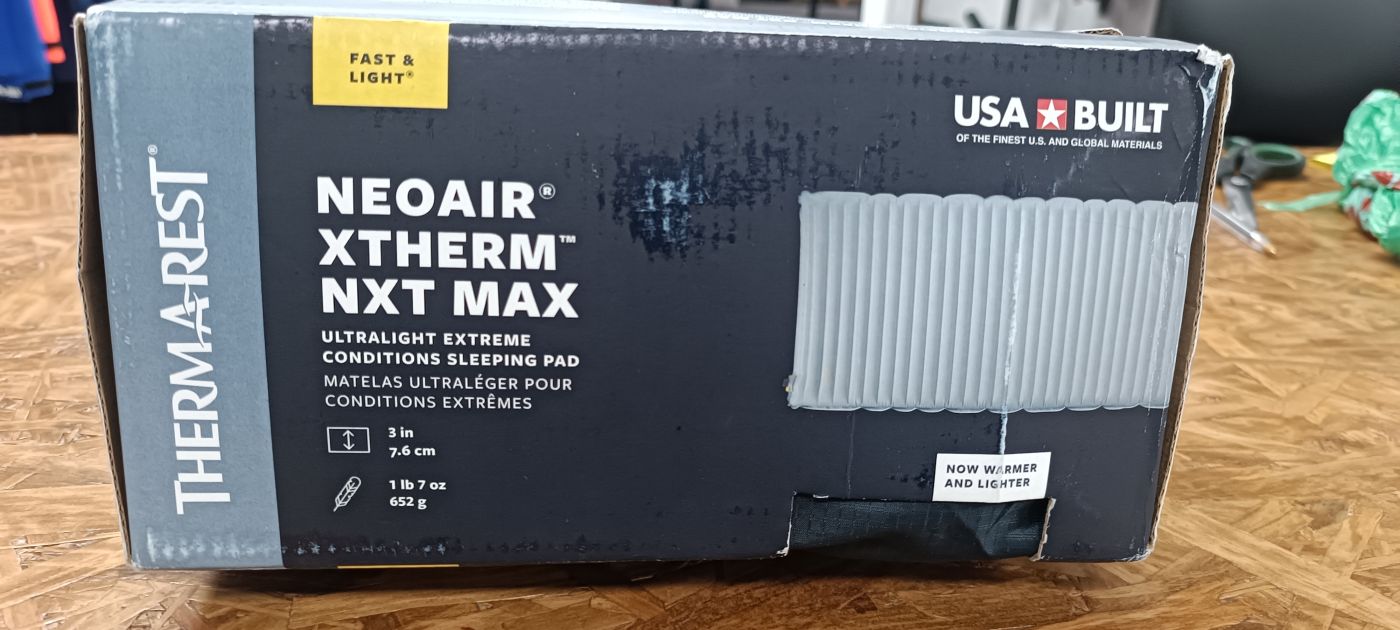 THERMAREST®
FAST &
LIGHT®
NEOAIR®
XTHERM™
NXT MAX
ULTRALIGHT EXTREME
CONDITIONS SLEEPING PAD
MATELAS ULTRALÉGER POUR
CONDITIONS EXTRÊMES
3 in
7.6 cm
1 lb 7 oz
652 g
USA BUILT
OF THE FINEST U.S. AND GLOBAL MATERIALS
NOW WARMER
AND LIGHTER